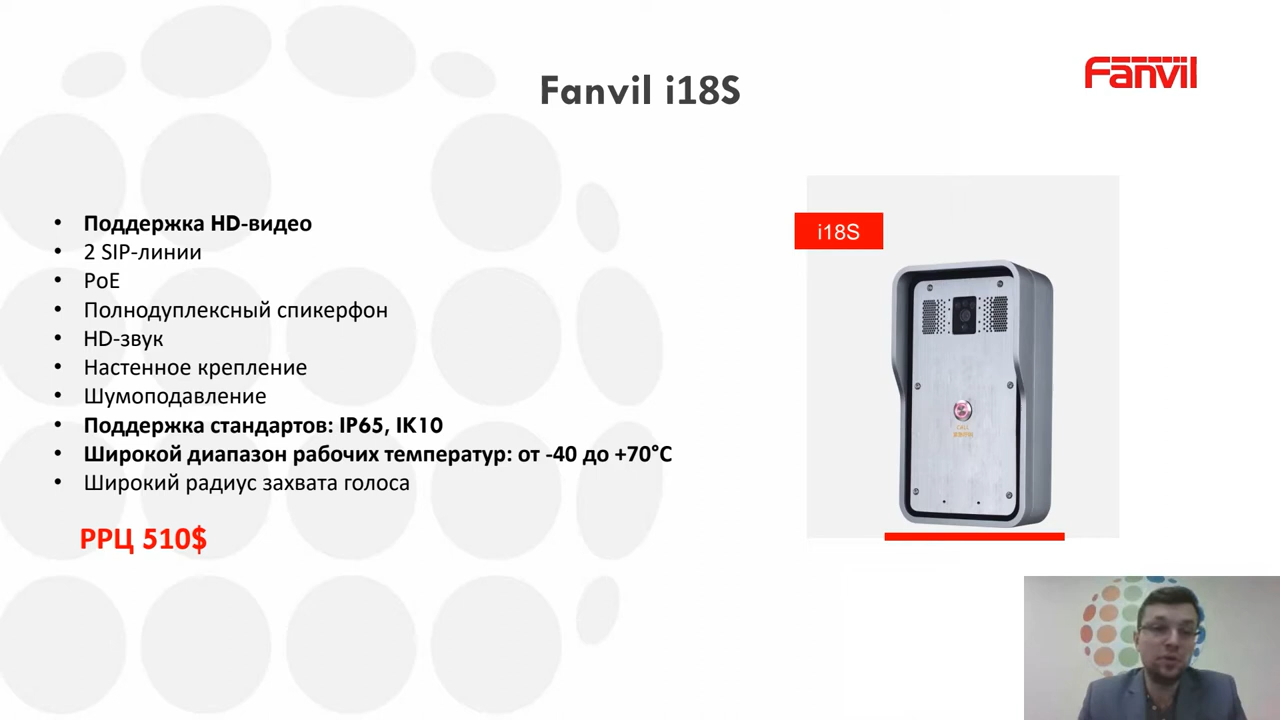 Fanvil i18S
Fanvil
• Поддержка HD-видео
• 2 SIP-линии
• PoE
• Полнодуплексный спикерфон
• HD-звук
• Настенное крепление
• Шумоподавление
• Поддержка стандартов: IP65, IK10
• Широкой диапазон рабочих температур: от -40 до +70°C
• Широкий радиус захвата голоса
РРЦ 510$
i18S
CALL